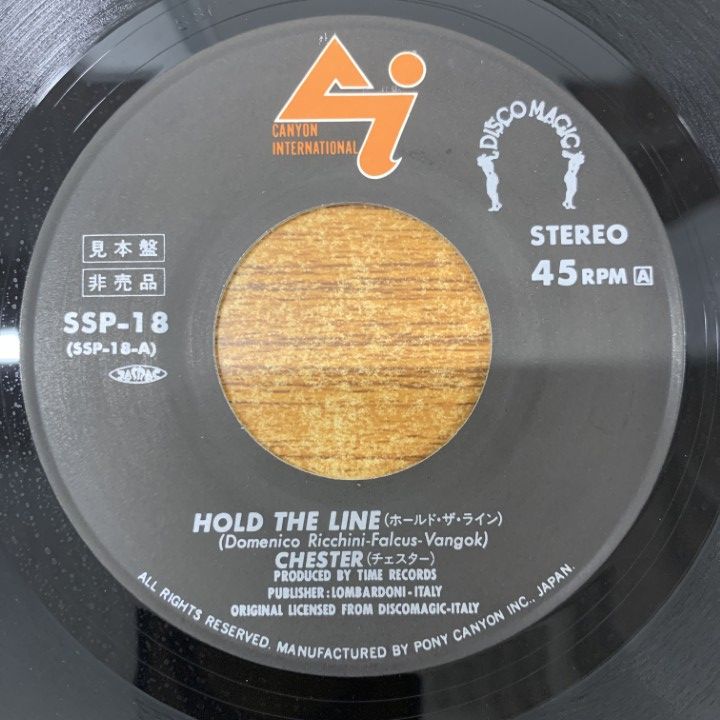 CANYON
INTERNATIONAL
DISCO MAGIC
STEREO
45 RPM A
見本盤
非売品
SSP-18
(SSP-18-A)
JASRAC
HOLD THE LINE(ホールド・ザ・ライン)
(Domenico Ricchini-Falcus-Vangok)
CHESTER(チェスター)
PRODUCED BY TIME RECORDS
PUBLISHER:LOMBARDONI-ITALY
ORIGINAL LICENSED FROM DISCOMAGIC-ITALY
ALL RIGHTS RESERVED. MANUFACTURED BY PONY CANYON INC., JAPAN.